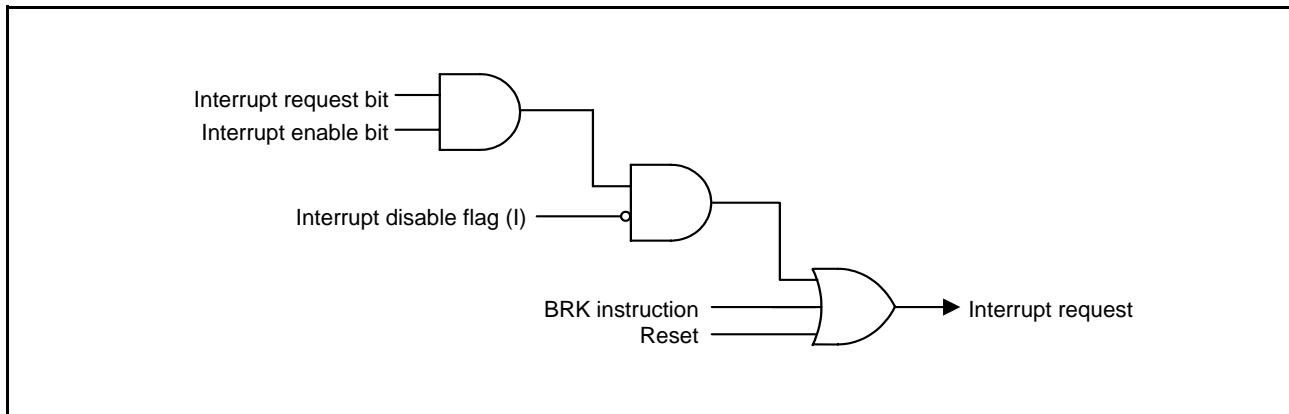 Interrupt request bit
Interrupt enable bit
Interrupt disable flag (I)
BRK instruction
Reset
Interrupt request